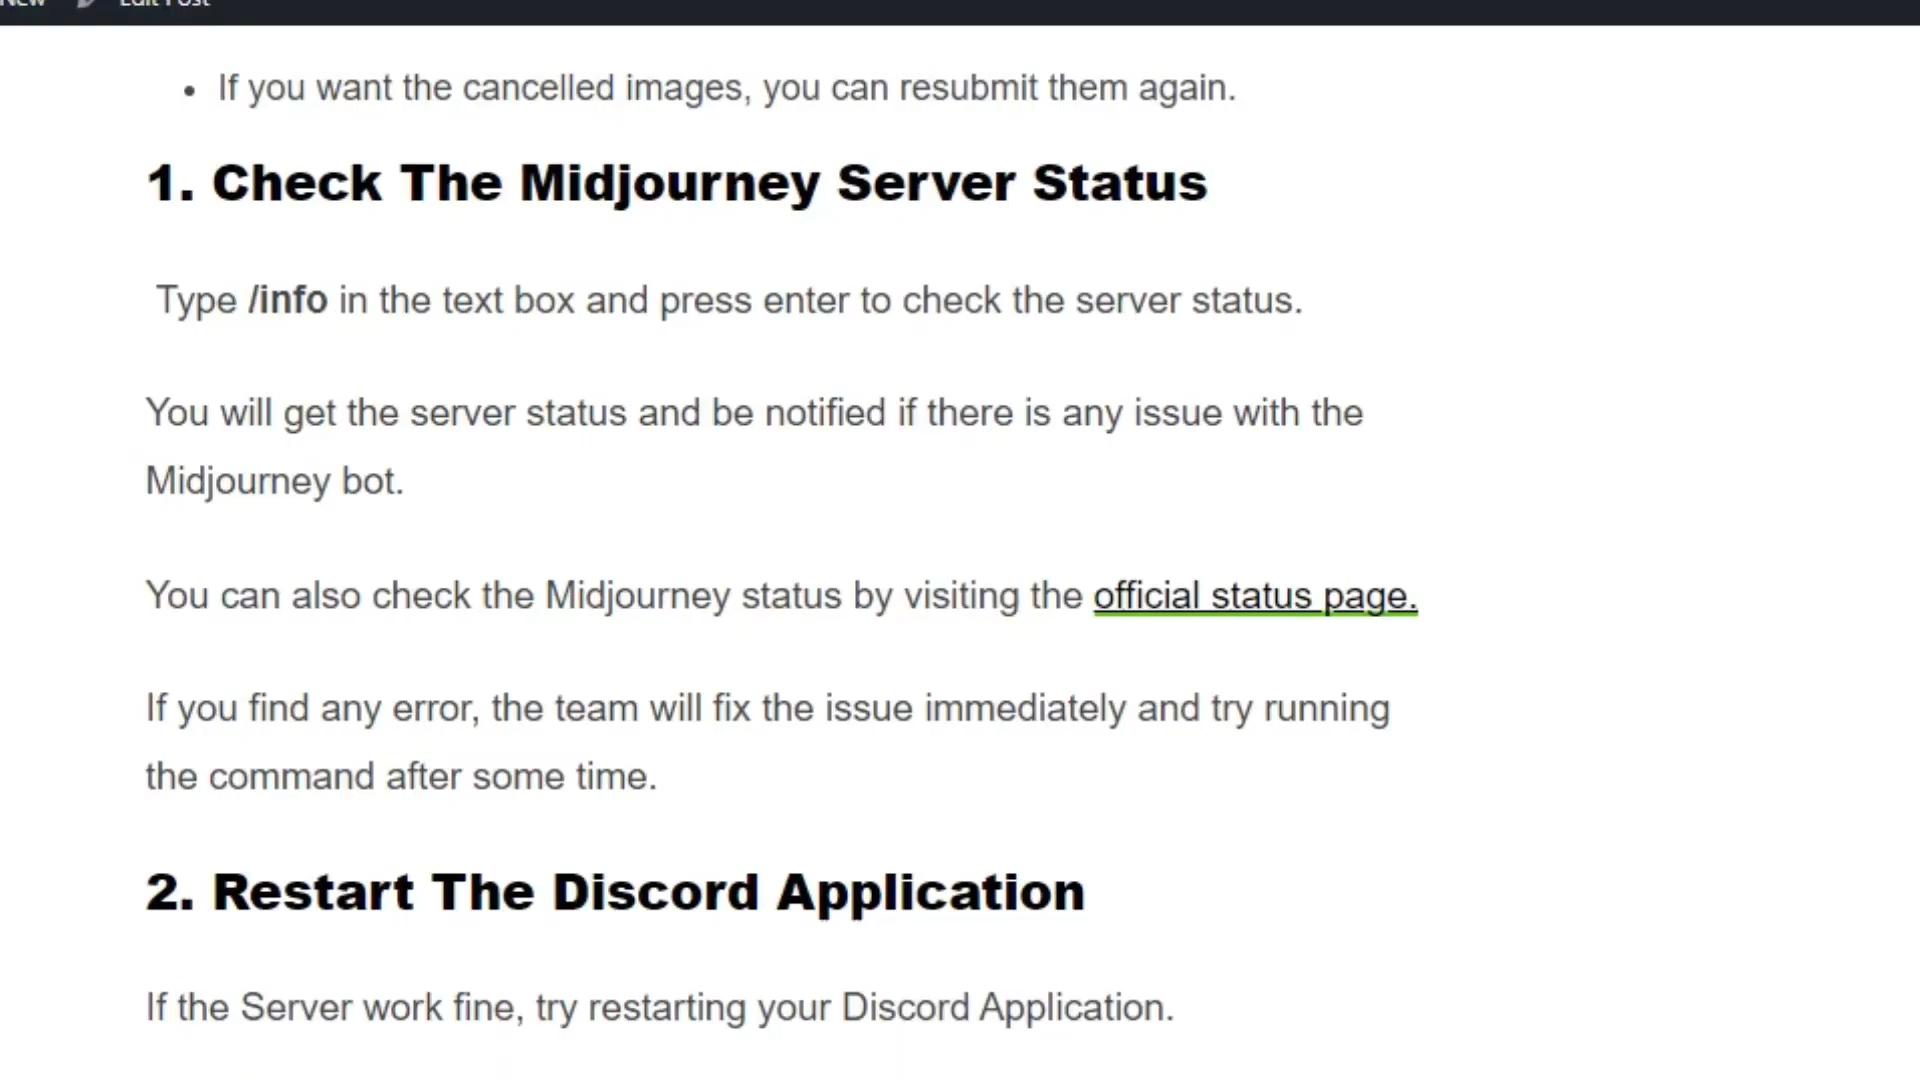 New Edit Post
• If you want the cancelled images, you can resubmit them again.
1. Check The Midjourney Server Status
Type /info in the text box and press enter to check the server status.
You will get the server status and be notified if there is any issue with the
Midjourney bot.
You can also check the Midjourney status by visiting the official status page.
If you find any error, the team will fix the issue immediately and try running
the command after some time.
2. Restart The Discord Application
If the Server work fine, try restarting your Discord Application.